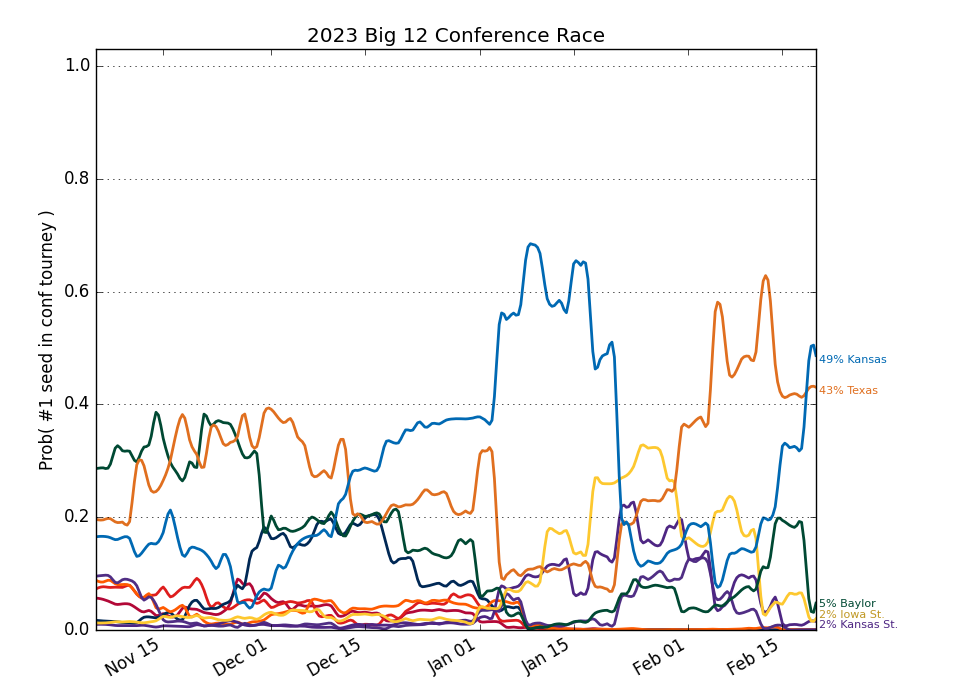 2023 Big 12 Conference Race
Prob( #1 seed in conf tourney )
1.0
0.8
0.6
0.4
0.2
0.0
Nov 15
Dec 01
Dec 15
Jan 01
Jan 15
Feb 01
Feb 15
49% Kansas
43% Texas
5% Baylor
2% Iowa St.
2% Kansas St.